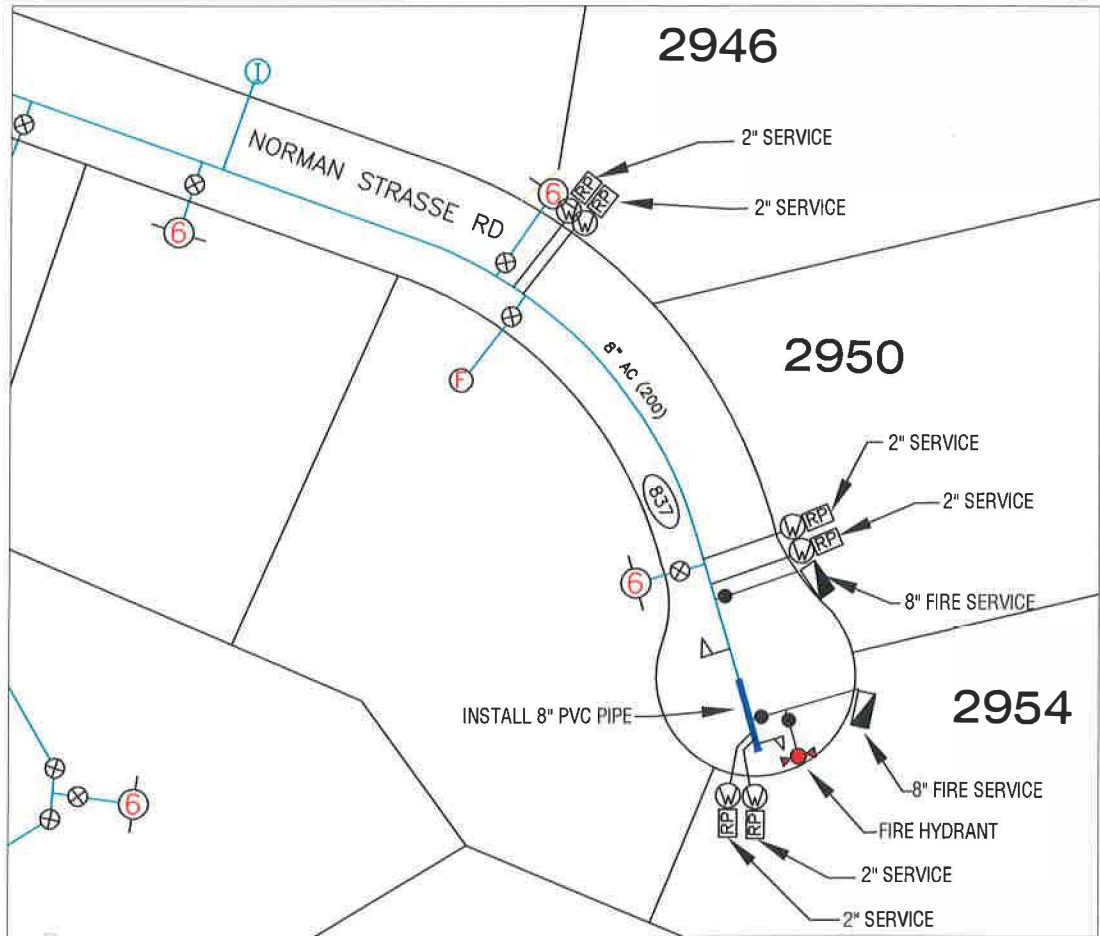 2946
2" SERVICE
I
NORMAN STRASSE RD
6
RP
RP
W
W
2" SERVICE
6
F
8" AC (200)
2950
2" SERVICE
837
2" SERVICE
W
RP
W
RP
6
8" FIRE SERVICE
2954
INSTALL 8" PVC PIPE
8" FIRE SERVICE
6
W
W
RP
RP
FIRE HYDRANT
2" SERVICE
2" SERVICE